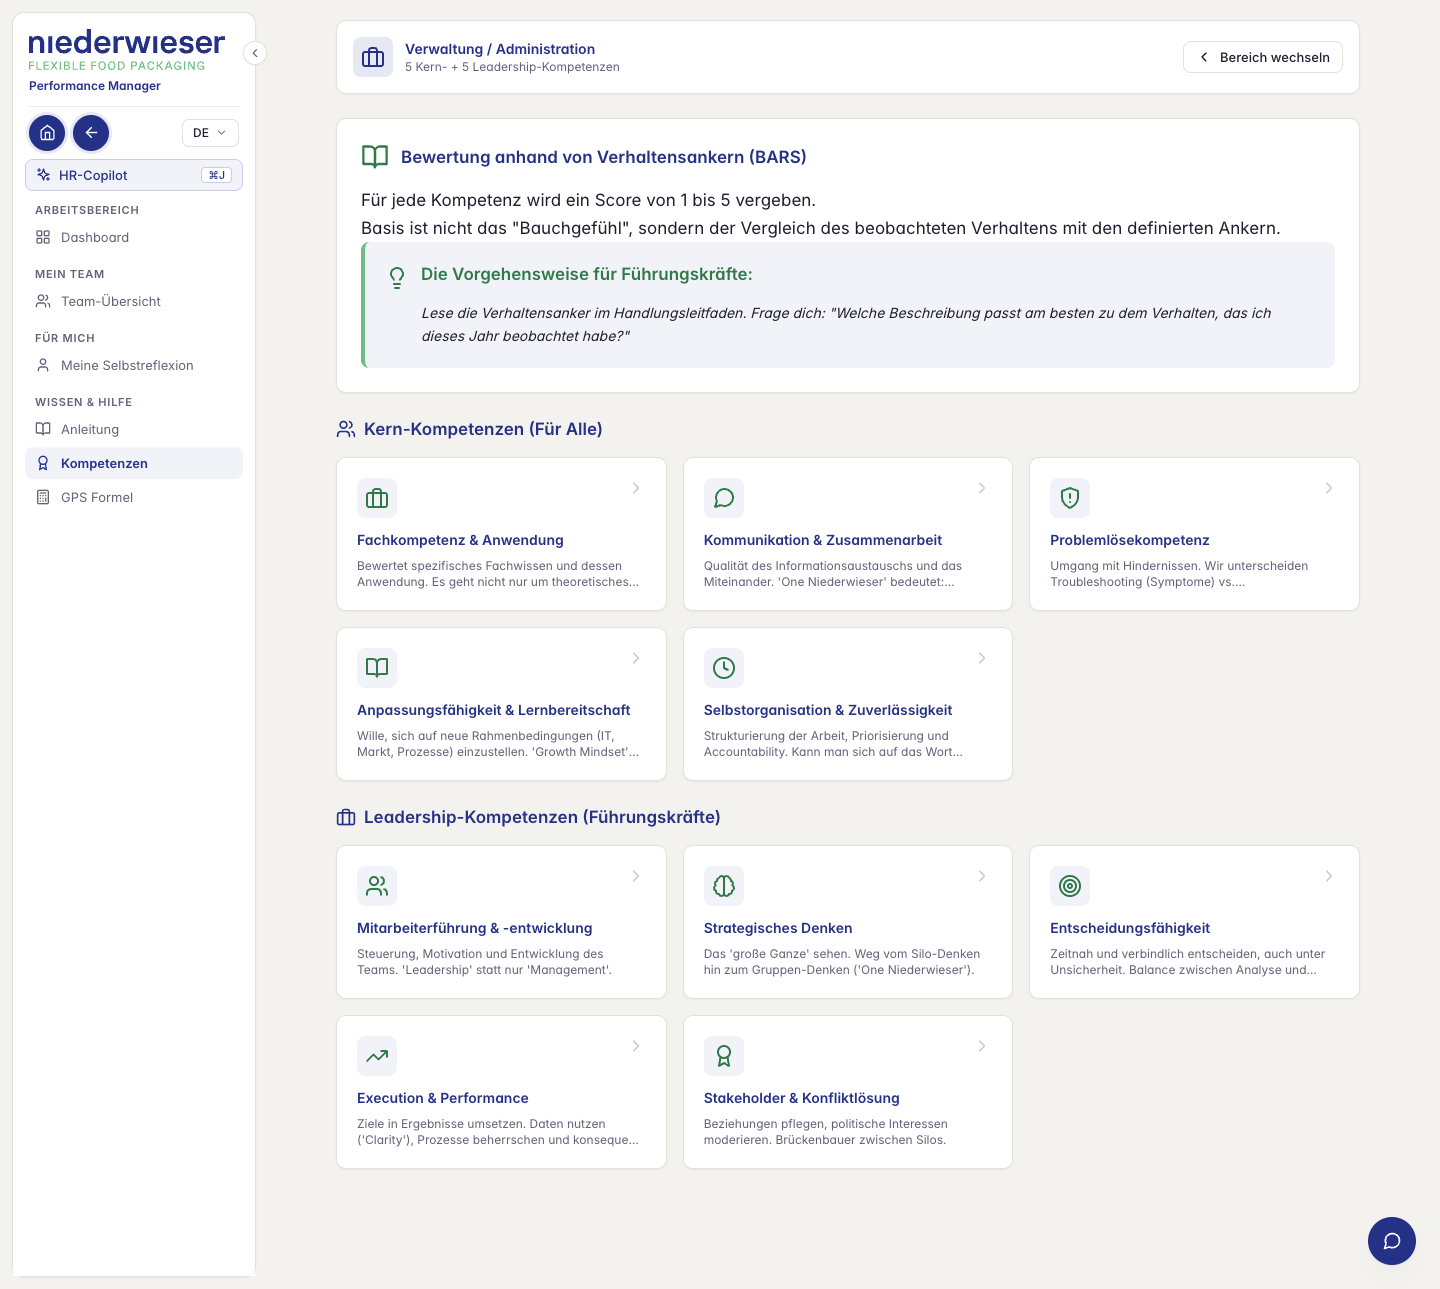 niederwieser
FLEXIBLE FOOD PACKAGING
Performance Manager
DE
HR-Copilot
⌘J
ARBEITSBEREICH
Dashboard
MEIN TEAM
Team-Übersicht
FÜR MICH
Meine Selbstreflexion
WISSEN & HILFE
Anleitung
Kompetenzen
GPS Formel
Verwaltung / Administration
5 Kern- + 5 Leadership-Kompetenzen
Bereich wechseln
Bewertung anhand von Verhaltensankern (BARS)
Für jede Kompetenz wird ein Score von 1 bis 5 vergeben.
Basis ist nicht das "Bauchgefühl", sondern der Vergleich des beobachteten Verhaltens mit den definierten Ankern.
Die Vorgehensweise für Führungskräfte:
Lese die Verhaltensanker im Handlungsleitfaden. Frage dich: "Welche Beschreibung passt am besten zu dem Verhalten, das ich
dieses Jahr beobachtet habe?"
Kern-Kompetenzen (Für Alle)
Fachkompetenz & Anwendung
Bewertet spezifisches Fachwissen und dessen
Anwendung. Es geht nicht nur um theoretisches...
Kommunikation & Zusammenarbeit
Qualität des Informationsaustauschs und das
Miteinander. 'One Niederwieser' bedeutet:...
Problemlösekompetenz
Umgang mit Hindernissen. Wir unterscheiden
Troubleshooting (Symptome) vs....
Anpassungsfähigkeit & Lernbereitschaft
Wille, sich auf neue Rahmenbedingungen (IT,
Markt, Prozesse) einzustellen. 'Growth Mindset'...
Selbstorganisation & Zuverlässigkeit
Strukturierung der Arbeit, Priorisierung und
Accountability. Kann man sich auf das Wort...
Leadership-Kompetenzen (Führungskräfte)
Mitarbeiterführung & -entwicklung
Steuerung, Motivation und Entwicklung des
Teams. 'Leadership' statt nur 'Management'.
Strategisches Denken
Das 'große Ganze' sehen. Weg vom Silo-Denken
hin zum Gruppen-Denken ('One Niederwieser').
Entscheidungsfähigkeit
Zeitnah und verbindlich entscheiden, auch unter
Unsicherheit. Balance zwischen Analyse und...
Execution & Performance
Ziele in Ergebnisse umsetzen. Daten nutzen
('Clarity'), Prozesse beherrschen und konseque...
Stakeholder & Konfliktlösung
Beziehungen pflegen, politische Interessen
moderieren. Brückenbauer zwischen Silos.